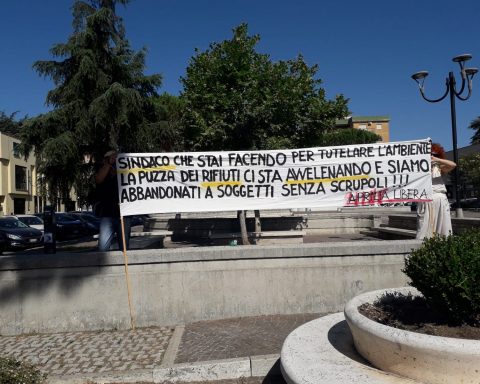 SINDACO CHE STAI FACENDO PER TUTELARE L'AMBIENTE
LA PUZZA DEI RIFIUTI CI STA AVVELENANDO E SIAMO
ABBANDONATI A SOGGETTI SENZA SCRUPOLI!!!
LIBERA